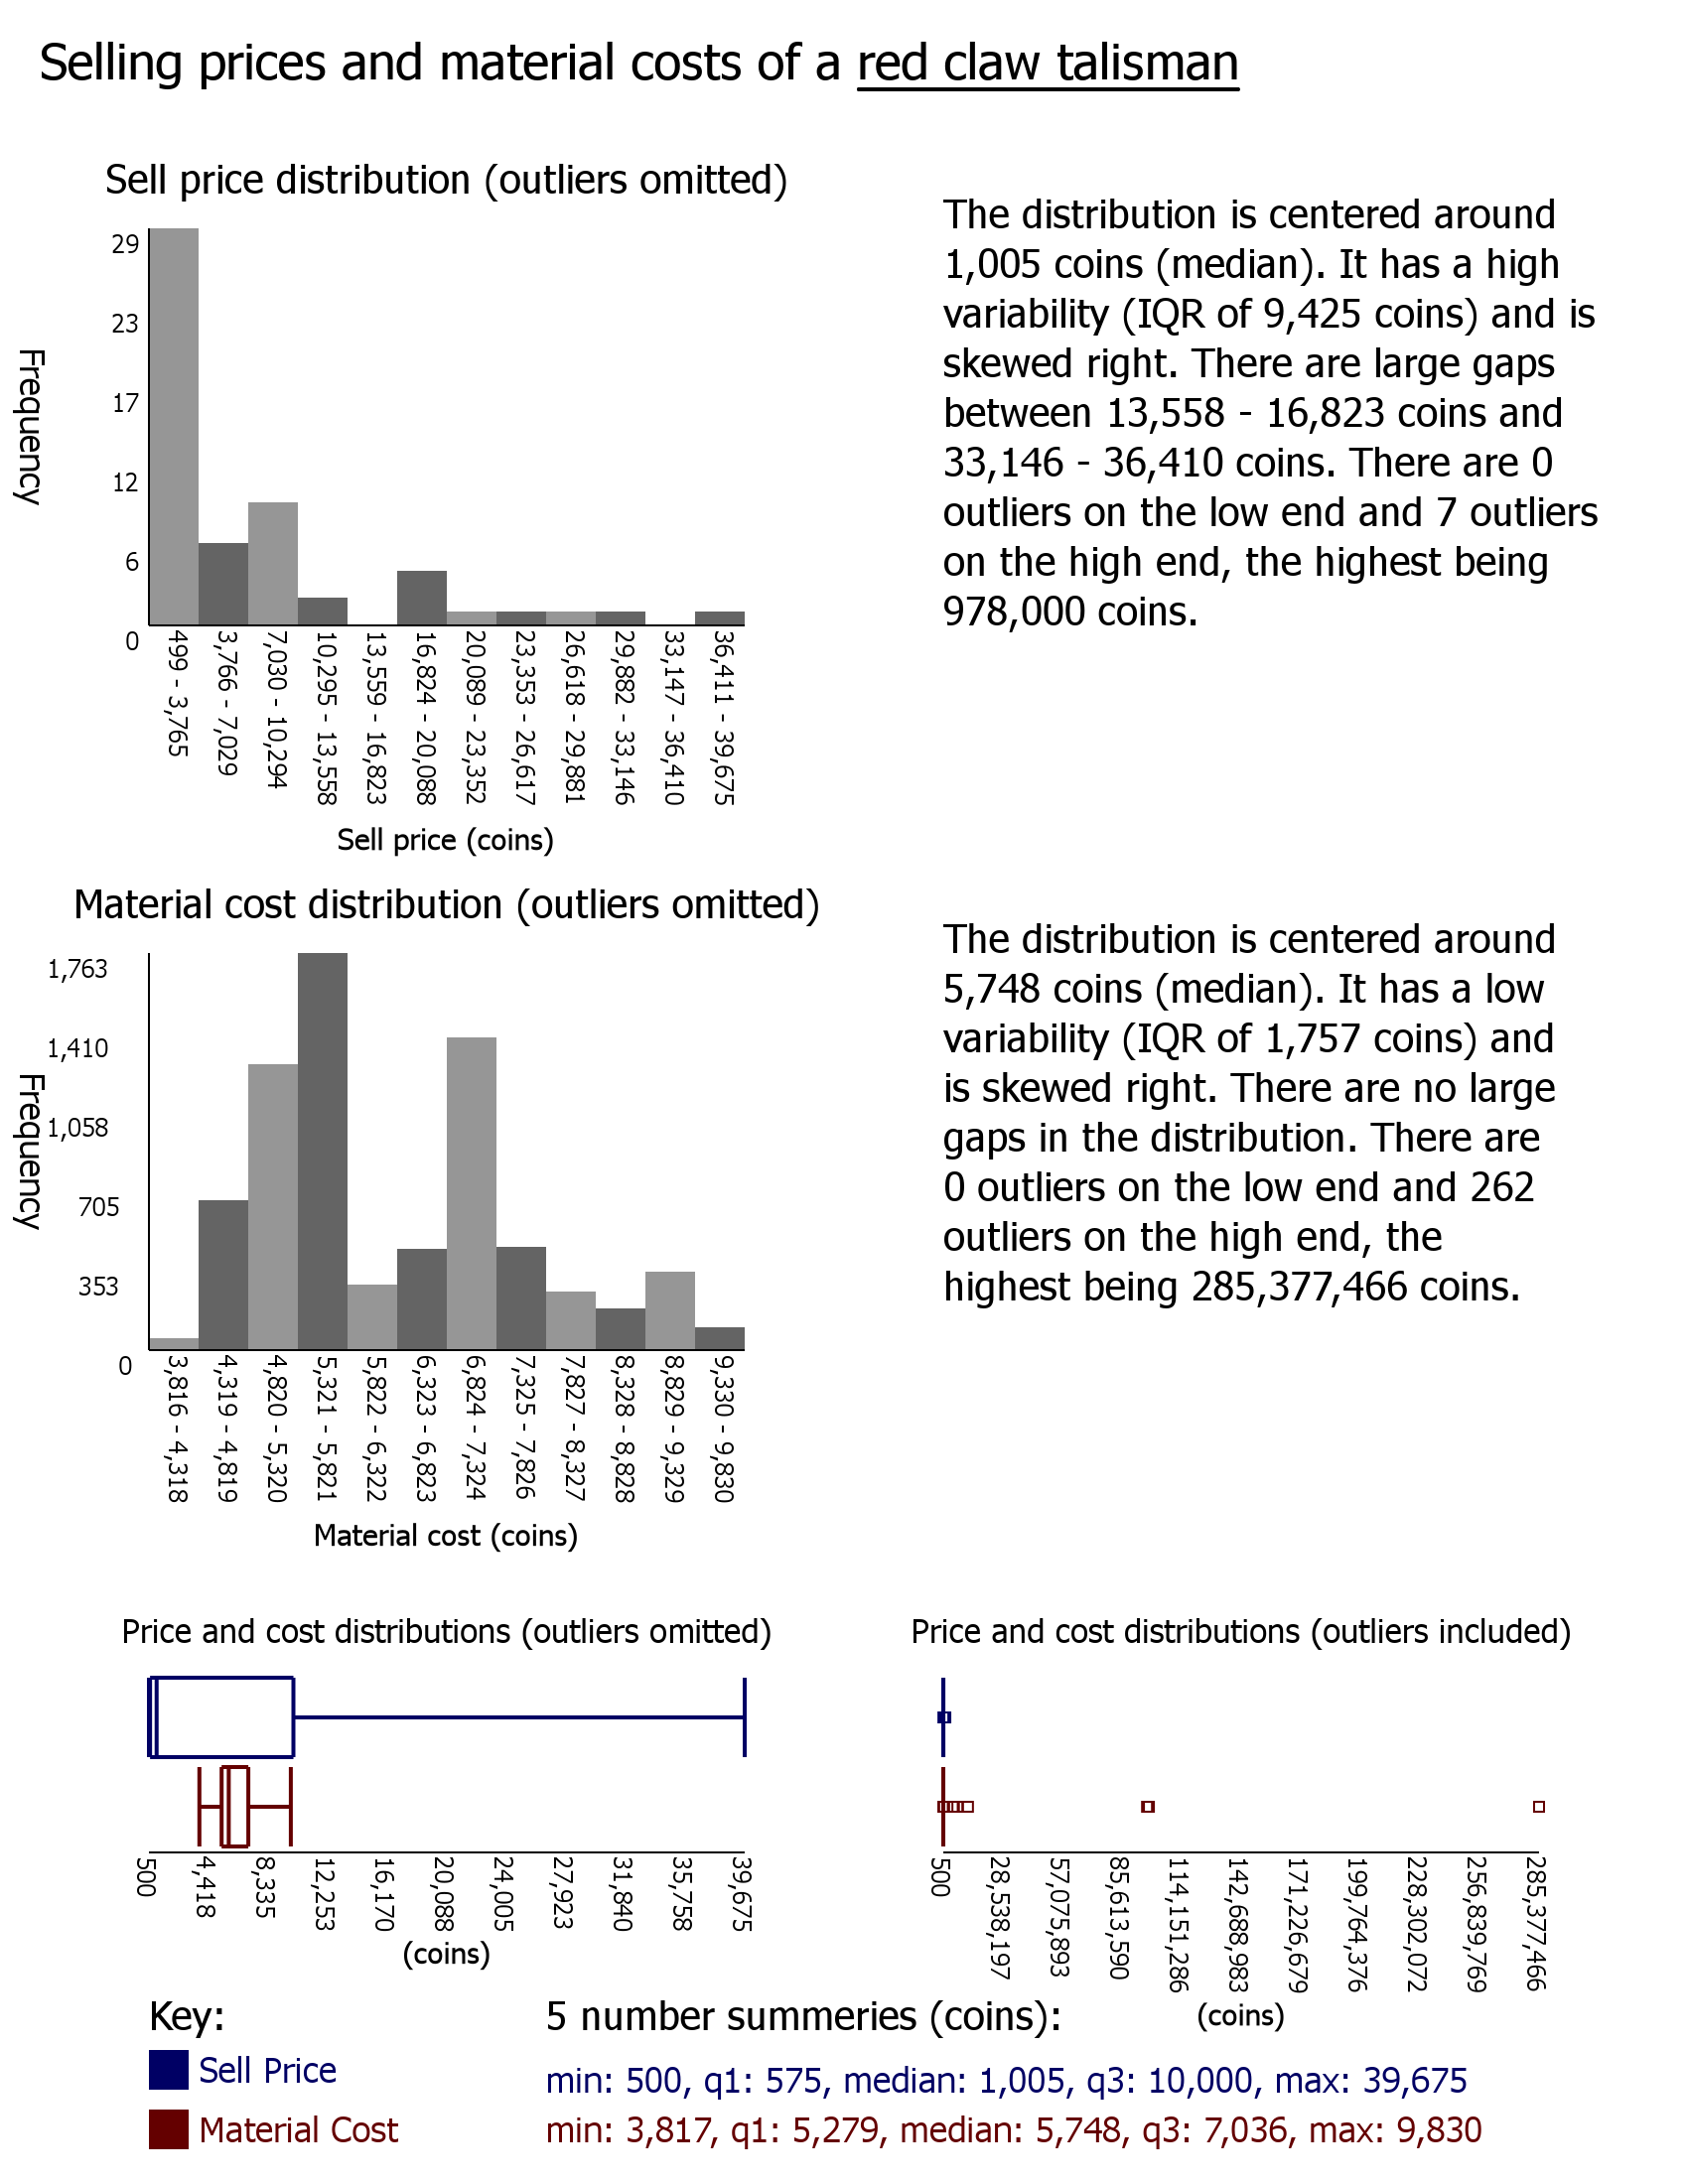 Selling prices and material costs of a red claw talisman
Sell price distribution (outliers omitted)
29
23
17
12
6
0
Frequency
499 - 3,765
3,766 - 7,029
7,030 - 10,294
10,295 - 13,558
13,559 - 16,823
16,824 - 20,088
20,089 - 23,352
23,353 - 26,617
26,618 - 29,881
29,882 - 33,146
33,147 - 36,410
36,411 - 39,675
Sell price (coins)
The distribution is centered around
1,005 coins (median). It has a high
variability (IQR of 9,425 coins) and is
skewed right. There are large gaps
between 13,558 - 16,823 coins and
33,146 - 36,410 coins. There are 0
outliers on the low end and 7 outliers
on the high end, the highest being
978,000 coins.
Material cost distribution (outliers omitted)
1,763
1,410
1,058
705
353
0
Frequency
3,816 - 4,318
4,319 - 4,819
4,820 - 5,320
5,321 - 5,821
5,822 - 6,322
6,323 - 6,823
6,824 - 7,324
7,325 - 7,826
7,827 - 8,327
8,328 - 8,828
8,829 - 9,329
9,330 - 9,830
Material cost (coins)
The distribution is centered around
5,748 coins (median). It has a low
variability (IQR of 1,757 coins) and
is skewed right. There are no large
gaps in the distribution. There are
0 outliers on the low end and 262
outliers on the high end, the
highest being 285,377,466 coins.
Price and cost distributions (outliers omitted)
500
4,418
8,335
12,253
16,170
20,088
24,005
27,923
31,840
35,758
39,675
(coins)
Price and cost distributions (outliers included)
500
28,538,197
57,075,893
85,613,590
114,151,286
142,688,983
171,226,679
199,764,376
228,302,072
256,839,769
285,377,466
(coins)
Key:
Sell Price
Material Cost
5 number summeries (coins):
min: 500, q1: 575, median: 1,005, q3: 10,000, max: 39,675
min: 3,817, q1: 5,279, median: 5,748, q3: 7,036, max: 9,830